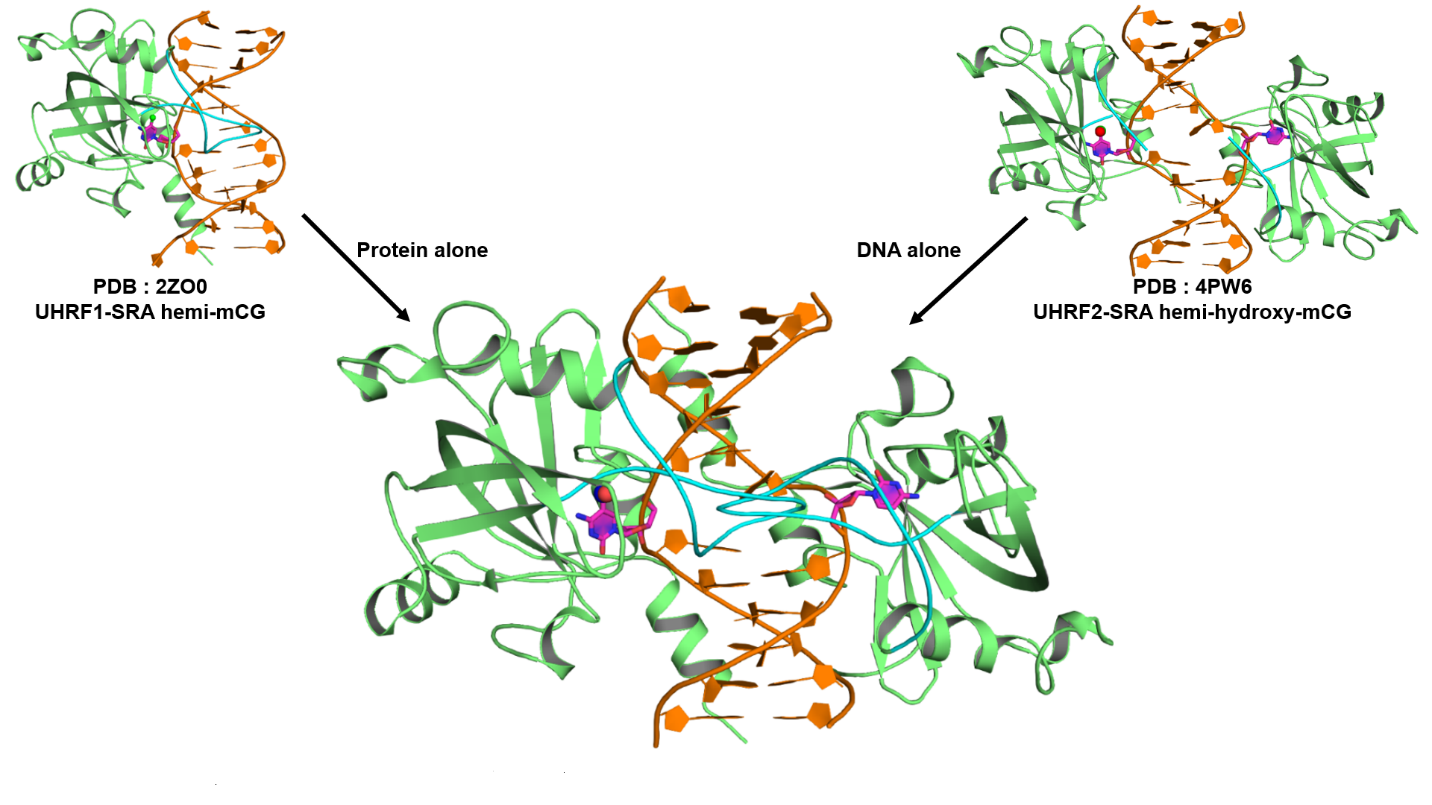 Protein alone
DNA alone
PDB : 2ZO0
UHRF1-SRA hemi-mCG
PDB : 4PW6
UHRF2-SRA hemi-hydroxy-mCG